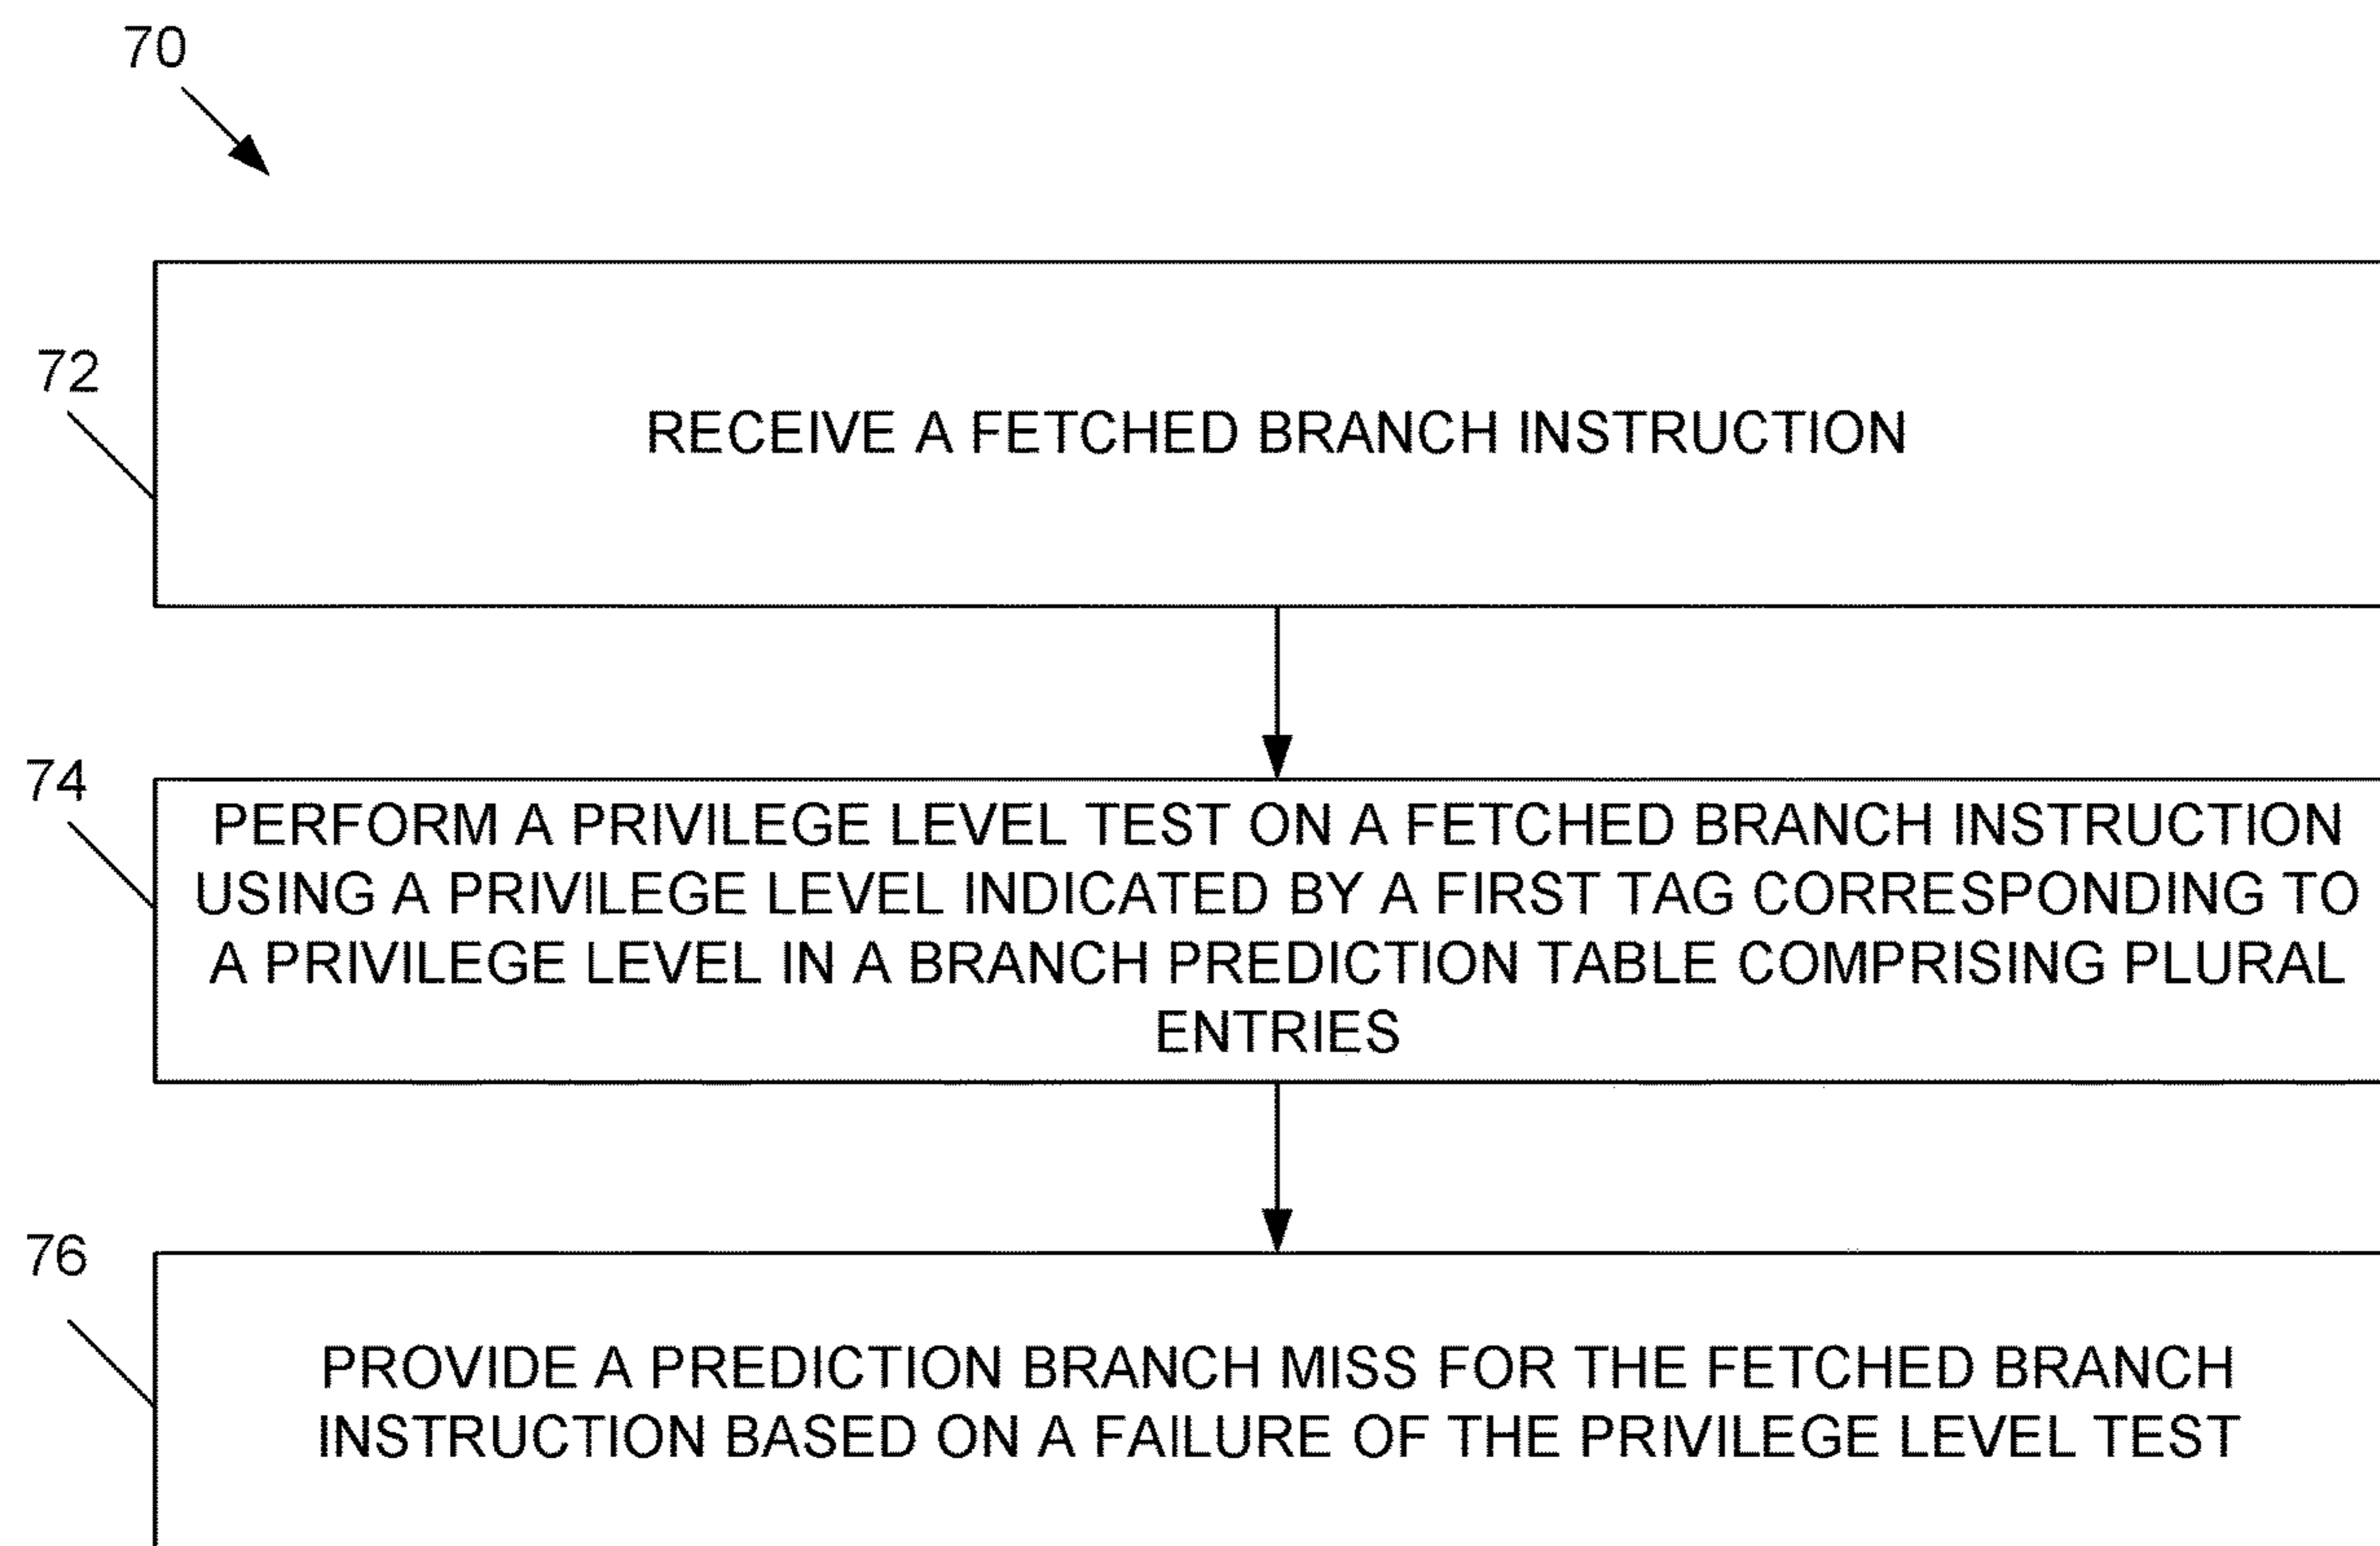 70
72
RECEIVE A FETCHED BRANCH INSTRUCTION
74
PERFORM A PRIVILEGE LEVEL TEST ON A FETCHED BRANCH INSTRUCTION
USING A PRIVILEGE LEVEL INDICATED BY A FIRST TAG CORRESPONDING TO
A PRIVILEGE LEVEL IN A BRANCH PREDICTION TABLE COMPRISING PLURAL
ENTRIES
76
PROVIDE A PREDICTION BRANCH MISS FOR THE FETCHED BRANCH
INSTRUCTION BASED ON A FAILURE OF THE PRIVILEGE LEVEL TEST